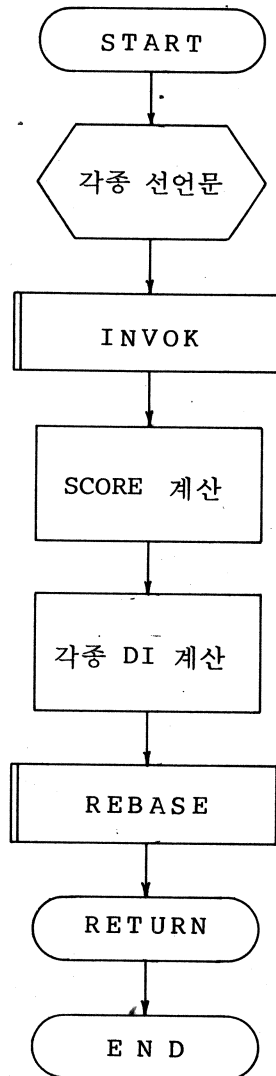 START
각종 선언문
INVOK
SCORE 계산
각종 DI 계산
REBASE
RETURN
END